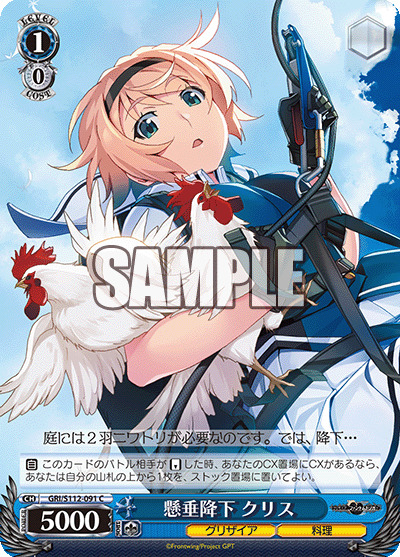 LEVEL
1
0
COST
SAMPLE
庭には２羽ニワトリが必要なのです。では、降下…
このカードのバトル相手が した時、あなたのCX置場にCXがあるなら、
あなたは自分の山札の上から1枚を、ストック置場に置いてよい。
CH GRI/S112-091 C
5000
懸垂降下 クリス
グリザイア 料理
©Frontwing/Project GPT